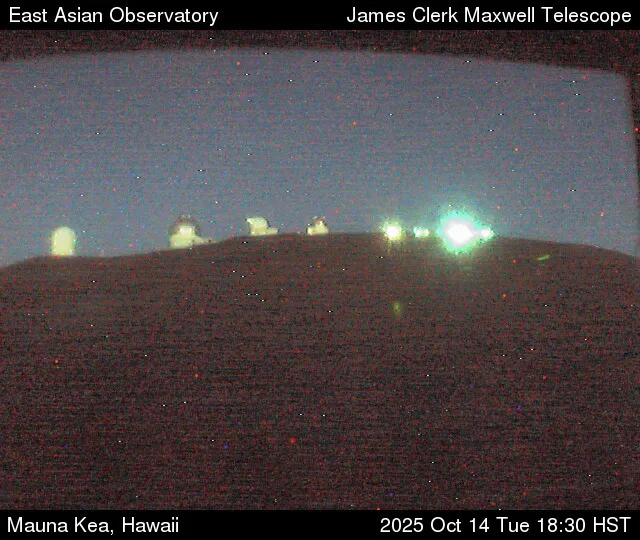 East Asian Observatory
James Clerk Maxwell Telescope
Mauna Kea, Hawaii
2025 Oct 14 Tue 18:30 HST